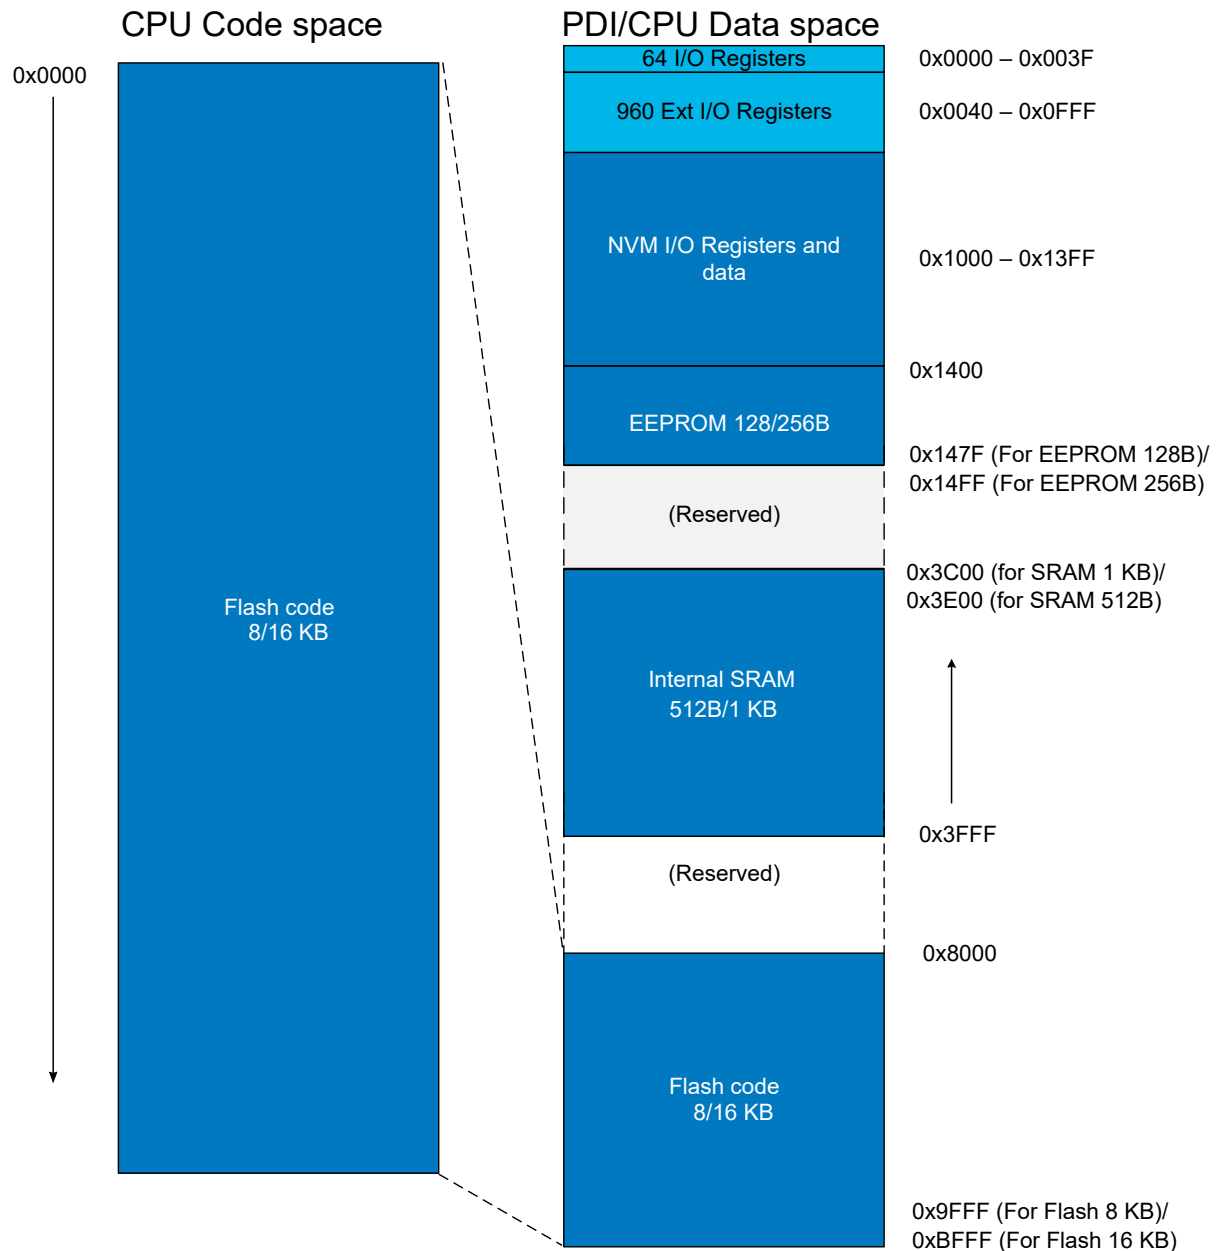 CPU Code space
PDI/CPU Data space
0x0000
Flash code
8/16 KB
64 I/O Registers
0x0000 – 0x003F
960 Ext I/O Registers
0x0040 – 0x0FFF
NVM I/O Registers and
data
0x1000 – 0x13FF
0x1400
EEPROM 128/256B
0x147F (For EEPROM 128B)/
0x14FF (For EEPROM 256B)
(Reserved)
0x3C00 (for SRAM 1 KB)/
0x3E00 (for SRAM 512B)
Internal SRAM
512B/1 KB
0x3FFF
(Reserved)
0x8000
Flash code
8/16 KB
0x9FFF (For Flash 8 KB)/
0xBFFF (For Flash 16 KB)